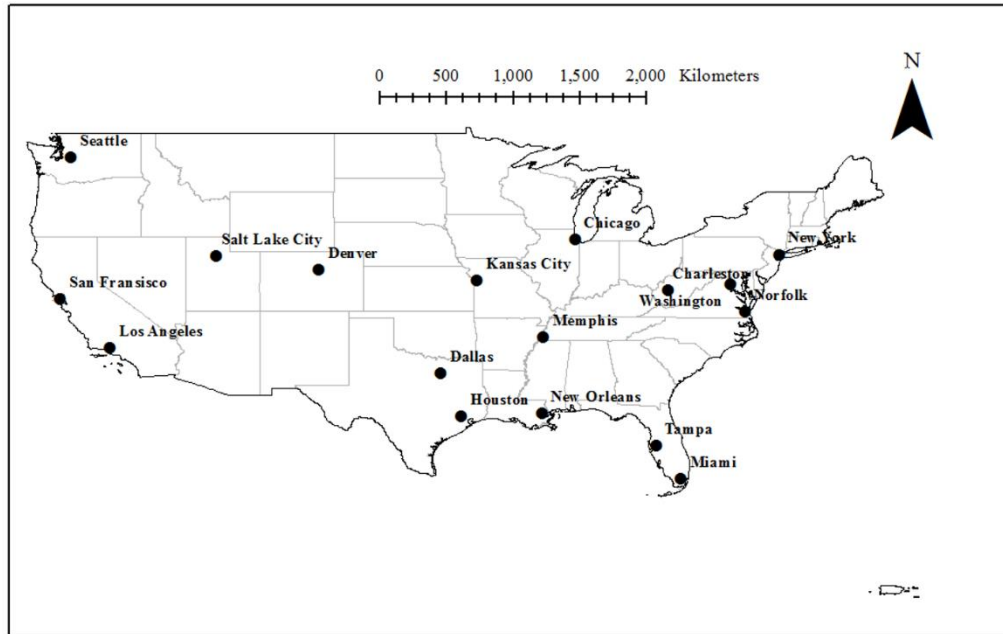 N
0 500 1,000 1,500 2,000 Kilometers
Seattle
Chicago
New York
Salt Lake City
Denver
Kansas City
Charleston
San Fransisco
Washington
Norfolk
Los Angeles
Memphis
Dallas
Houston
New Orleans
Tampa
Miami